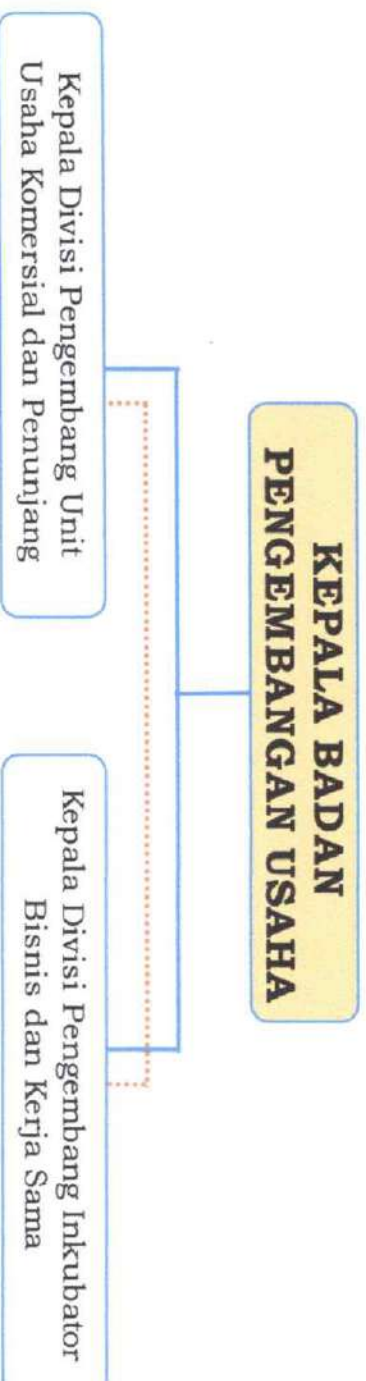 KEPALA BADAN
PENGEMBANGAN USAHA
Kepala Divisi Pengembang Unit
Usaha Komersial dan Penunjang
Kepala Divisi Pengembang Inkubator
Bisnis dan Kerja Sama